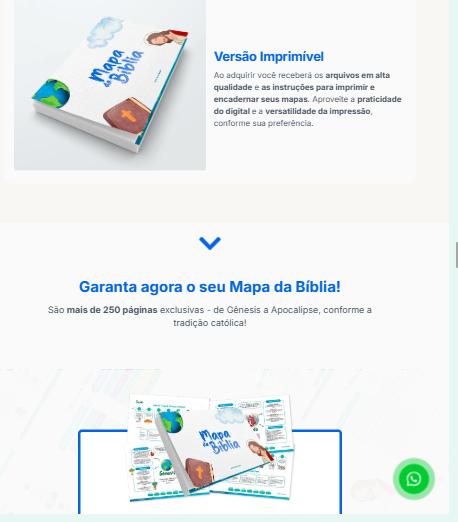 Mapa
da Bíblia
Versão Imprimível
Ao adquirir você receberá os arquivos em alta
qualidade e as instruções para imprimir e
encadernar seus mapas. Aproveite a praticidade
do digital e a versatilidade da impressão,
conforme sua preferência.
Garanta agora o seu Mapa da Bíblia!
São mais de 250 páginas exclusivas - de Gênesis a Apocalipse, conforme a
tradição católica!
Mapa
da Bíblia